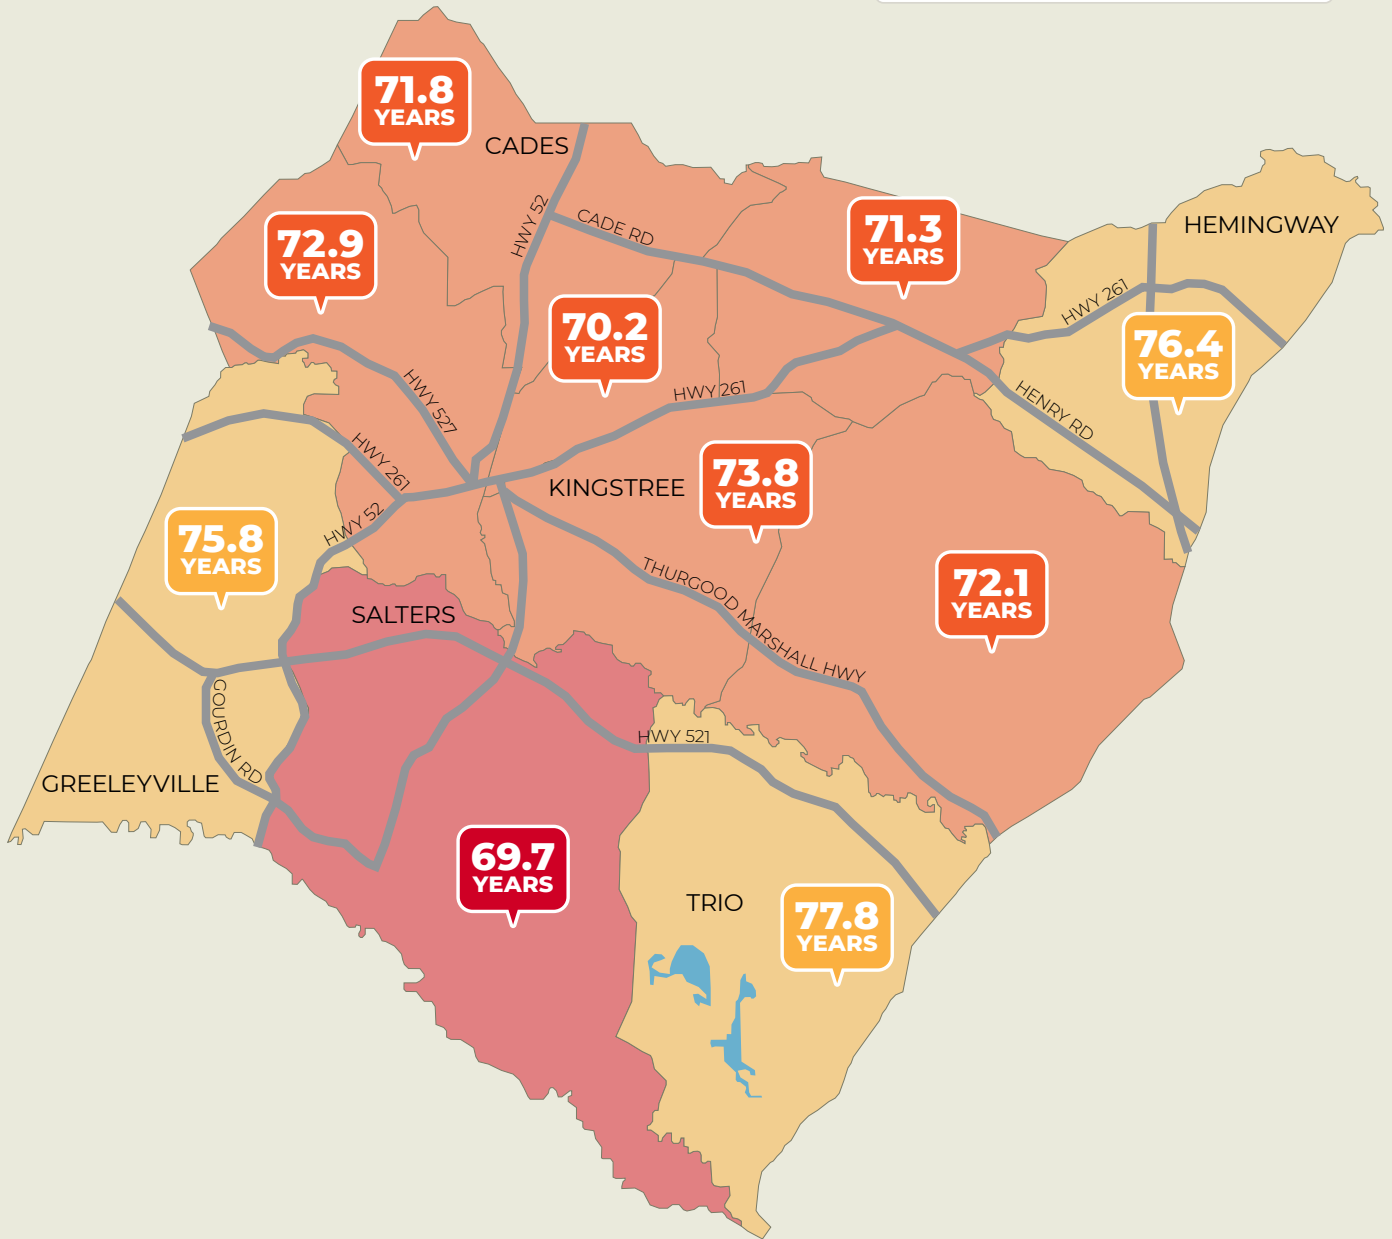 71.8
YEARS
CADES
HWY 52
CADE RD
72.9
YEARS
71.3
YEARS
HEMINGWAY
HWY 261
76.4
YEARS
70.2
YEARS
HWY 527
HWY 261
HENRY RD
HWY 261
KINGSTREE
73.8
YEARS
HWY 52
75.8
YEARS
THURGOOD MARSHALL HWY
72.1
YEARS
SALTERS
GOURDIN RD
HWY 521
GREELEYVILLE
69.7
YEARS
TRIO
77.8
YEARS